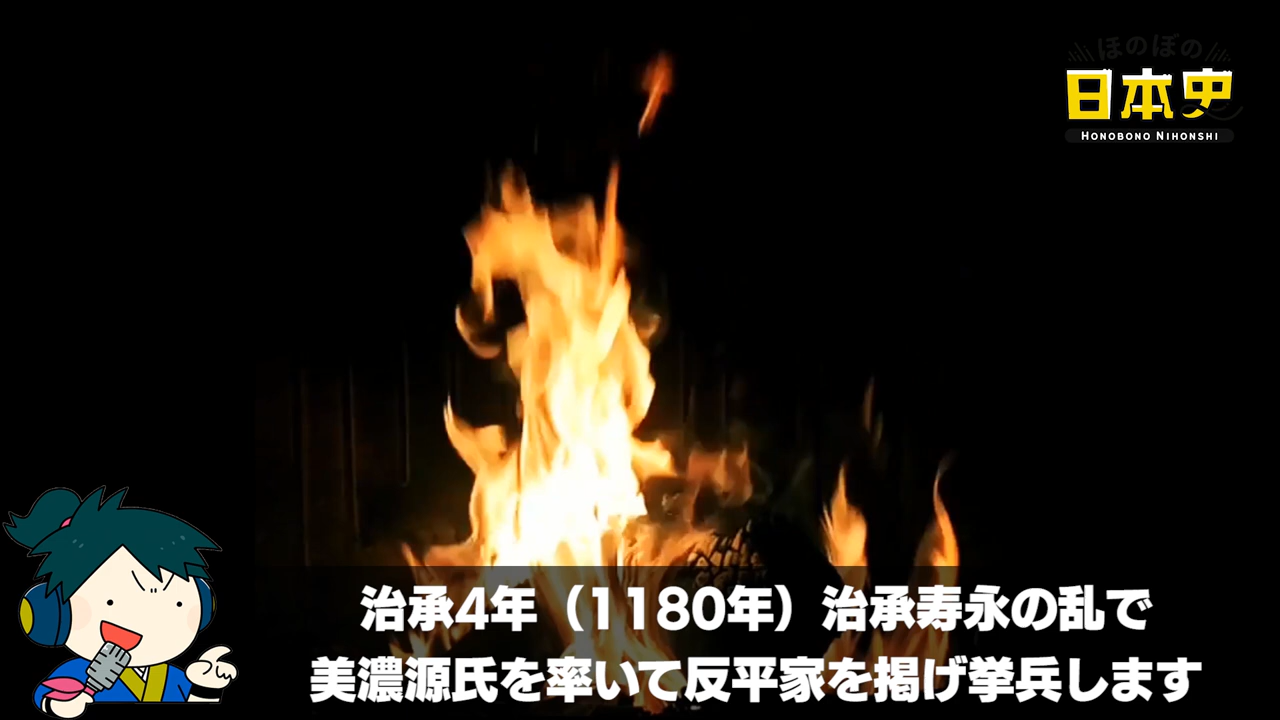 ほのぼの
日本史
HONOBONO NIHONSHI
治承4年（1180年）治承寿永の乱で
美濃源氏を率いて反平家を掲げ挙兵します